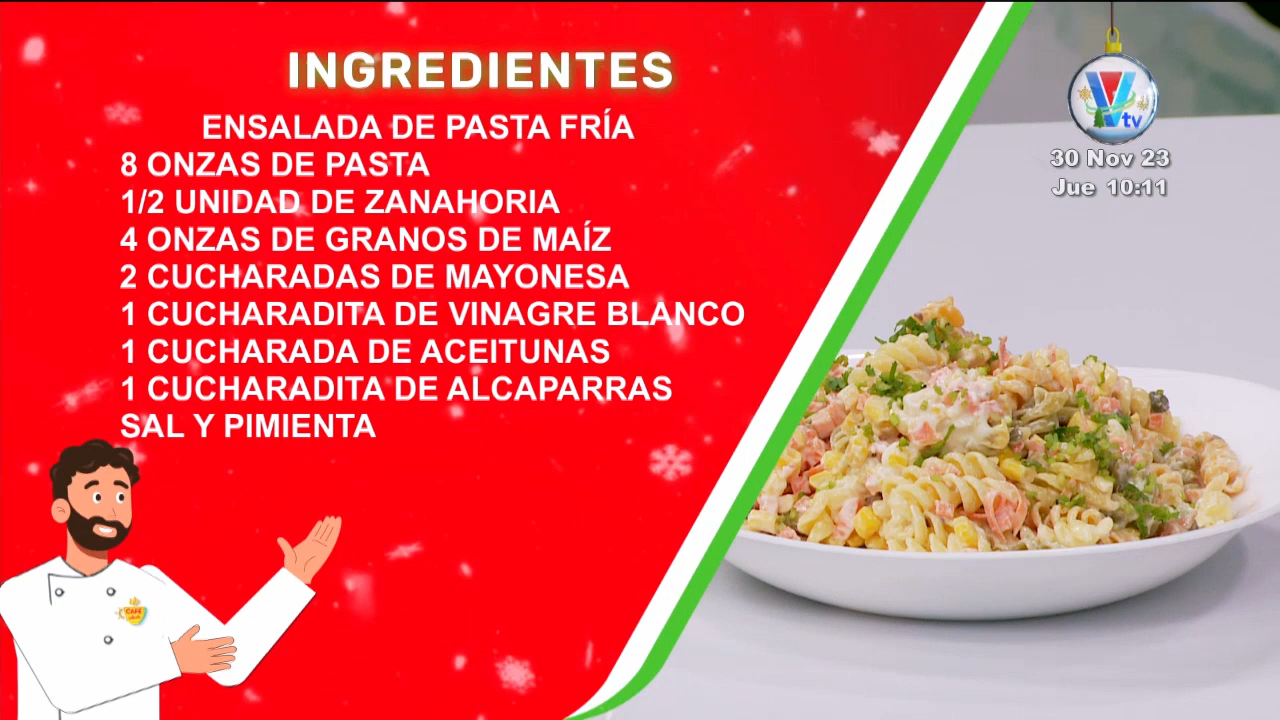 INGREDIENTES
ENSALADA DE PASTA FRÍA
8 ONZAS DE PASTA
1/2 UNIDAD DE ZANAHORIA
4 ONZAS DE GRANOS DE MAÍZ
2 CUCHARADAS DE MAYONESA
1 CUCHARADITA DE VINAGRE BLANCO
1 CUCHARADA DE ACEITUNAS
1 CUCHARADITA DE ALCAPARRAS
SAL Y PIMIENTA
V tv
30 Nov 23
Jue 10:11
CAFÉ